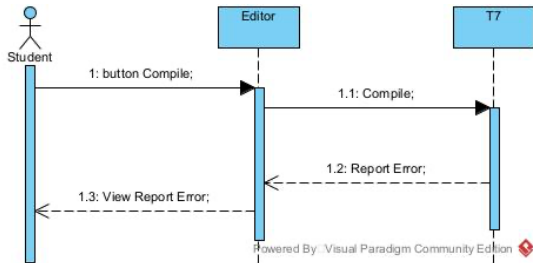 Editor
T7
Student
1: button Compile;
1.1: Compile;
1.2: Report Error;
1.3: View Report Error;
Powered By Visual Paradigm Community Edition